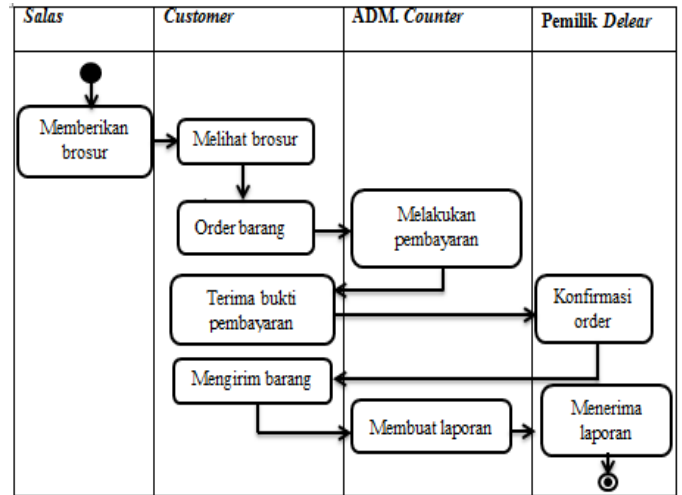 Salas
Customer
ADM. Counter
Pemilik Delear
Memberikan
brosur
Melihat brosur
Order barang
Melakukan
pembayaran
Terima bukti
pembayaran
Konfirmasi
order
Mengirim barang
Membuat laporan
Menerima
laporan